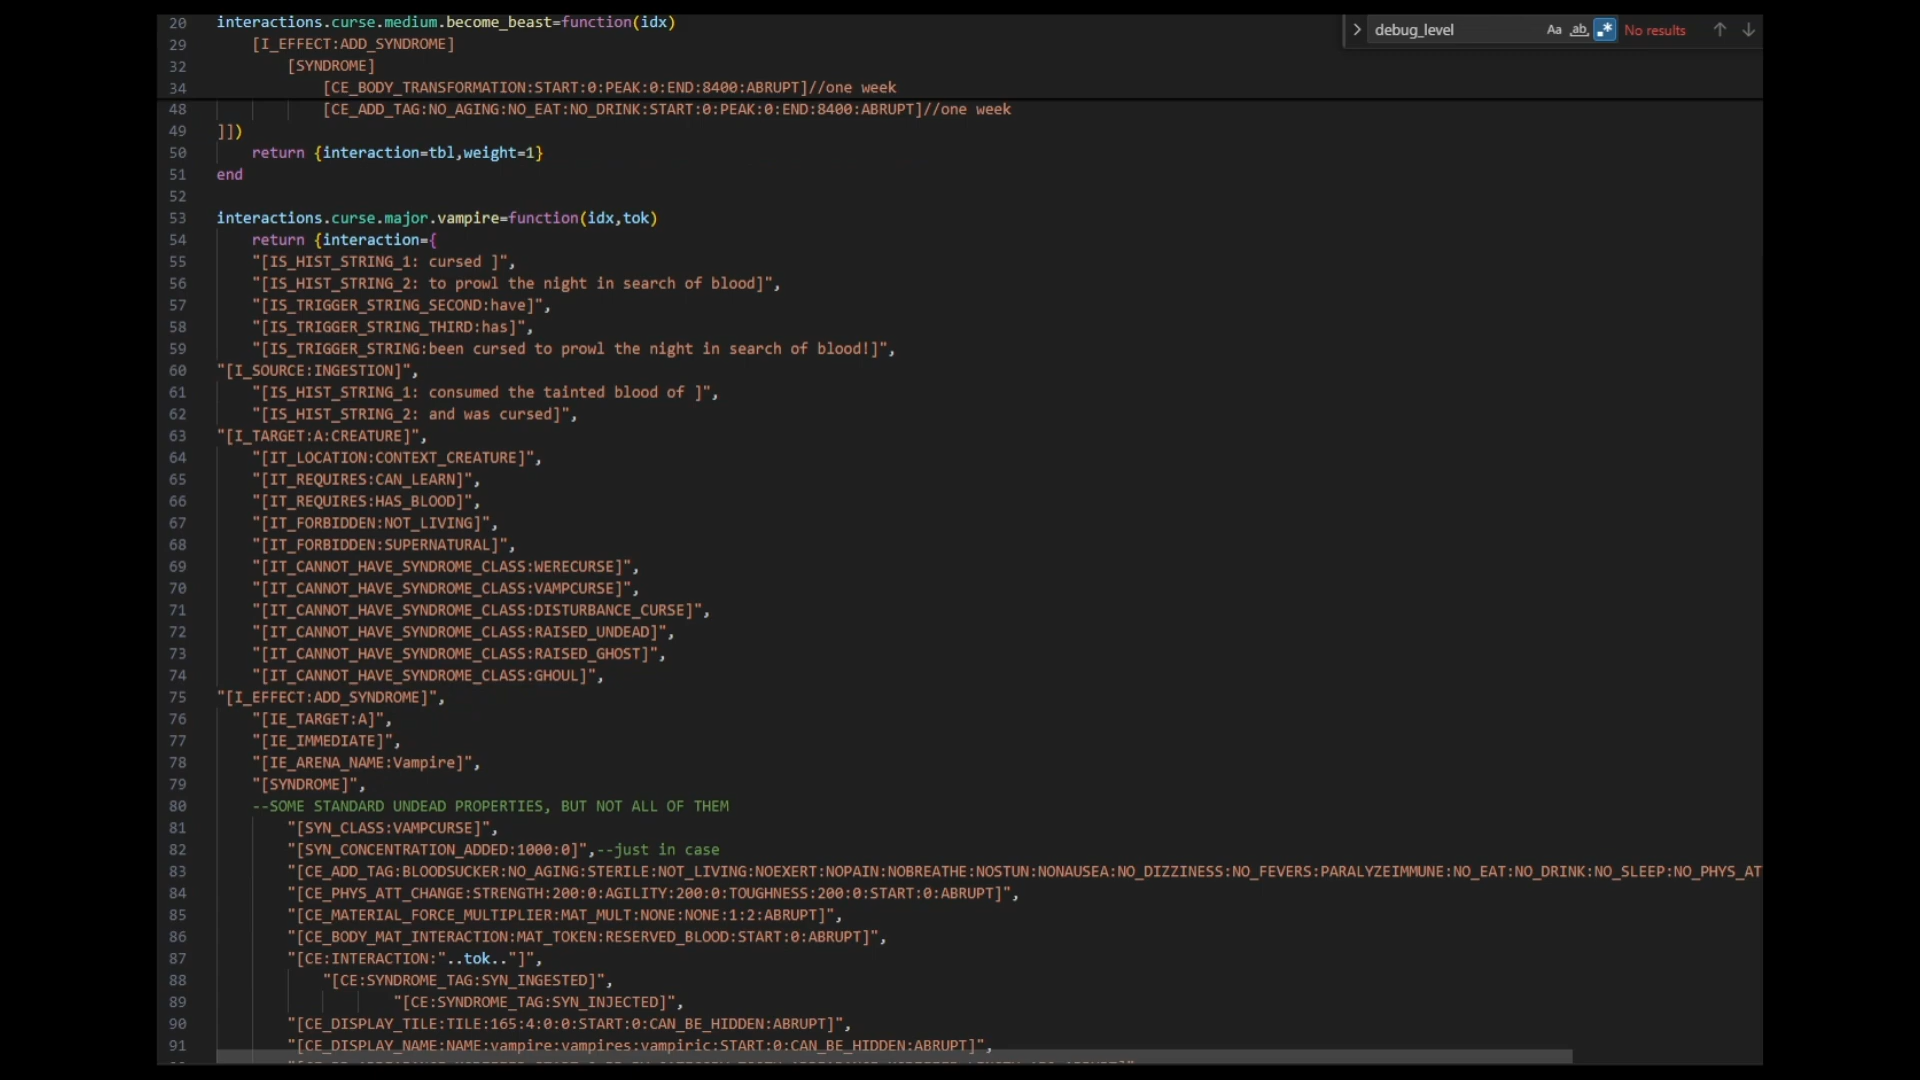 20 interactions.curse.medium.become_beast=function(idx)
debug_level Aa ab .* No results
29 [I_EFFECT:ADD_SYNDROME]
32 [SYNDROME]
34 [CE_BODY_TRANSFORMATION:START:0:PEAK:0:END:8400:ABRUPT]//one week
48 [CE_ADD_TAG:NO_AGING:NO_EAT:NO_DRINK:START:0:PEAK:0:END:8400:ABRUPT]//one week
49 ]])
50 return {interaction=tbl,weight=1}
51 end
52
53 interactions.curse.major.vampire=function(idx,tok)
54 return {interaction={
55 "[IS_HIST_STRING_1: cursed ]",
56 "[IS_HIST_STRING_2: to prowl the night in search of blood]",
57 "[IS_TRIGGER_STRING_SECOND:have]",
58 "[IS_TRIGGER_STRING_THIRD:has]",
59 "[IS_TRIGGER_STRING:been cursed to prowl the night in search of blood!]",
60 "[I_SOURCE:INGESTION]",
61 "[IS_HIST_STRING_1: consumed the tainted blood of ]",
62 "[IS_HIST_STRING_2: and was cursed]",
63 "[I_TARGET:A:CREATURE]",
64 "[IT_LOCATION:CONTEXT_CREATURE]",
65 "[IT_REQUIRES:CAN_LEARN]",
66 "[IT_REQUIRES:HAS_BLOOD]",
67 "[IT_FORBIDDEN:NOT_LIVING]",
68 "[IT_FORBIDDEN:SUPERNATURAL]",
69 "[IT_CANNOT_HAVE_SYNDROME_CLASS:WERECURSE]",
70 "[IT_CANNOT_HAVE_SYNDROME_CLASS:VAMPCURSE]",
71 "[IT_CANNOT_HAVE_SYNDROME_CLASS:DISTURBANCE_CURSE]",
72 "[IT_CANNOT_HAVE_SYNDROME_CLASS:RAISED_UNDEAD]",
73 "[IT_CANNOT_HAVE_SYNDROME_CLASS:RAISED_GHOST]",
74 "[IT_CANNOT_HAVE_SYNDROME_CLASS:GHOUL]",
75 "[I_EFFECT:ADD_SYNDROME]",
76 "[IE_TARGET:A]",
77 "[IE_IMMEDIATE]",
78 "[IE_ARENA_NAME:Vampire]",
79 "[SYNDROME]",
80 --SOME STANDARD UNDEAD PROPERTIES, BUT NOT ALL OF THEM
81 "[SYN_CLASS:VAMPCURSE]",
82 "[SYN_CONCENTRATION_ADDED:1000:0]",--just in case
83 "[CE_ADD_TAG:BLOODSUCKER:NO_AGING:STERILE:NOT_LIVING:NOEXERT:NOPAIN:NOBREATHE:NOSTUN:NONAUSEA:NO_DIZZINESS:NO_FEVERS:PARALYZEIMMUNE:NO_EAT:NO_DRINK:NO_SLEEP:NO_PHYS_AT
84 "[CE_PHYS_ATT_CHANGE:STRENGTH:200:0:AGILITY:200:0:TOUGHNESS:200:0:START:0:ABRUPT]",
85 "[CE_MATERIAL_FORCE_MULTIPLIER:MAT_MULT:NONE:NONE:1:2:ABRUPT]",
86 "[CE_BODY_MAT_INTERACTION:MAT_TOKEN:RESERVED_BLOOD:START:0:ABRUPT]",
87 "[CE:INTERACTION:"..tok.."]",
88 "[CE:SYNDROME_TAG:SYN_INGESTED]",
89 "[CE:SYNDROME_TAG:SYN_INJECTED]",
90 "[CE_DISPLAY_TILE:TILE:165:4:0:0:START:0:CAN_BE_HIDDEN:ABRUPT]",
91 "[CE_DISPLAY_NAME:NAME:vampire:vampires:vampiric:START:0:CAN_BE_HIDDEN:ABRUPT]",